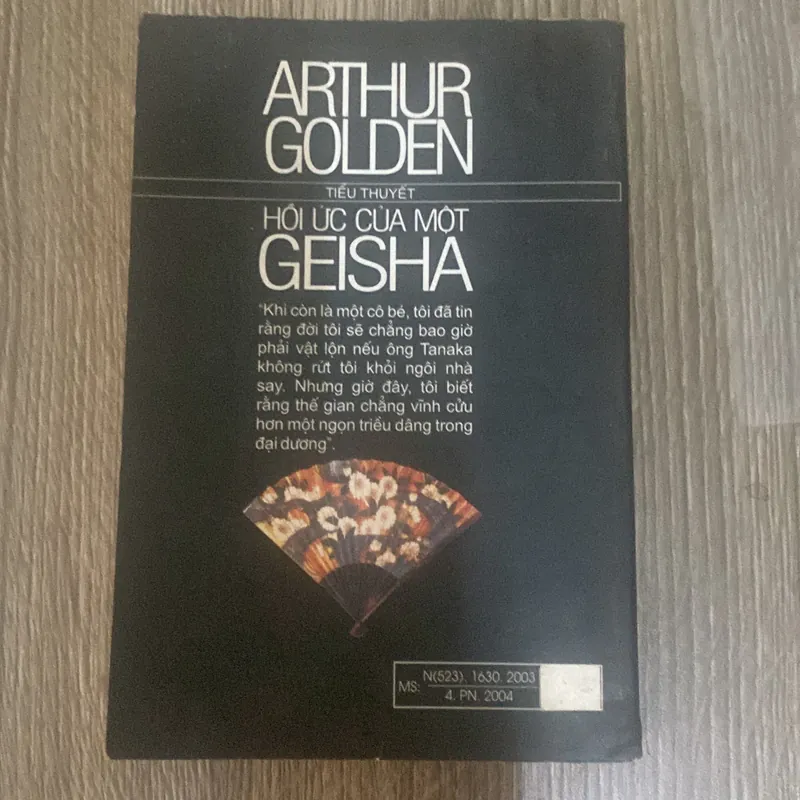 ARTHUR
GOLDEN
TIỂU THUYẾT
HỒI ỨC CỦA MỘT
GEISHA
"Khi còn là một cô bé, tôi đã tin
rằng đời tôi sẽ chẳng bao giờ
phải vật lộn nếu ông Tanaka
không rứt tôi khỏi ngôi nhà
say. Nhưng giờ đây, tôi biết
rằng thế gian chẳng vĩnh cửu
hơn một ngọn triều dâng trong
đại dương".
MS: N(523). 1630. 2003
4. PN. 2004